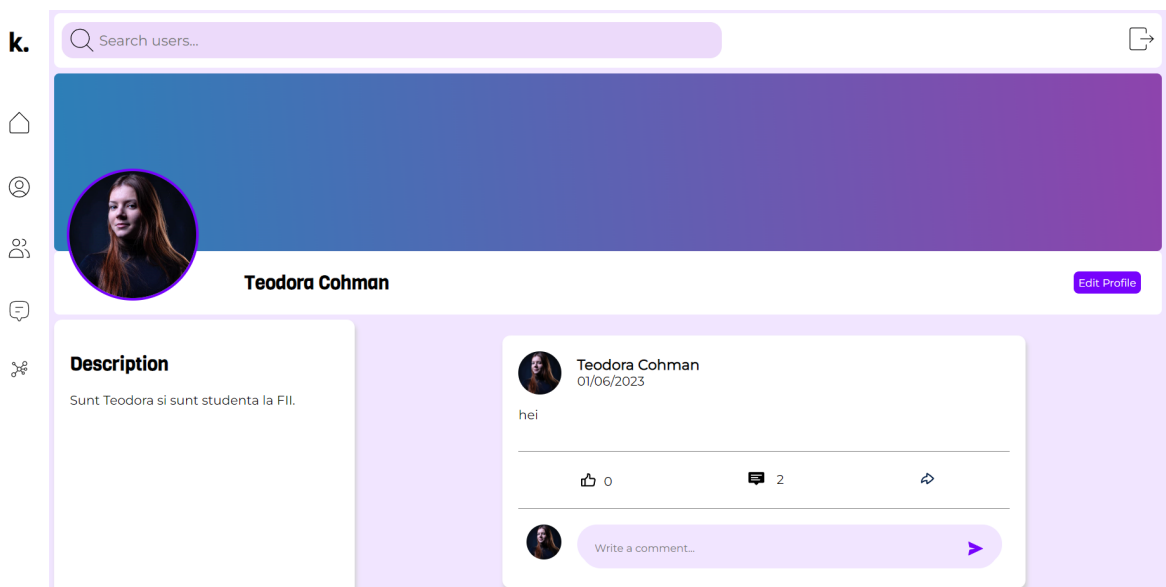 k.
Search users...
Teodora Cohman
Edit Profile
Description
Sunt Teodora si sunt studenta la FII.
Teodora Cohman
01/06/2023
hei
0
2
Write a comment...